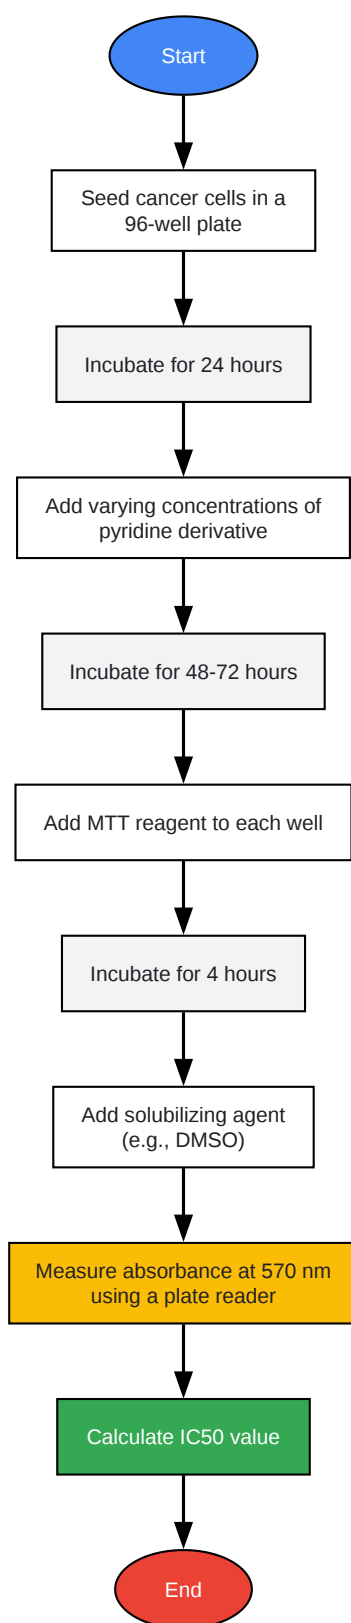 Start
Seed cancer cells in a
96-well plate
Incubate for 24 hours
Add varying concentrations of
pyridine derivative
Incubate for 48-72 hours
Add MTT reagent to each well
Incubate for 4 hours
Add solubilizing agent
(e.g., DMSO)
Measure absorbance at 570 nm
using a plate reader
Calculate IC50 value
End